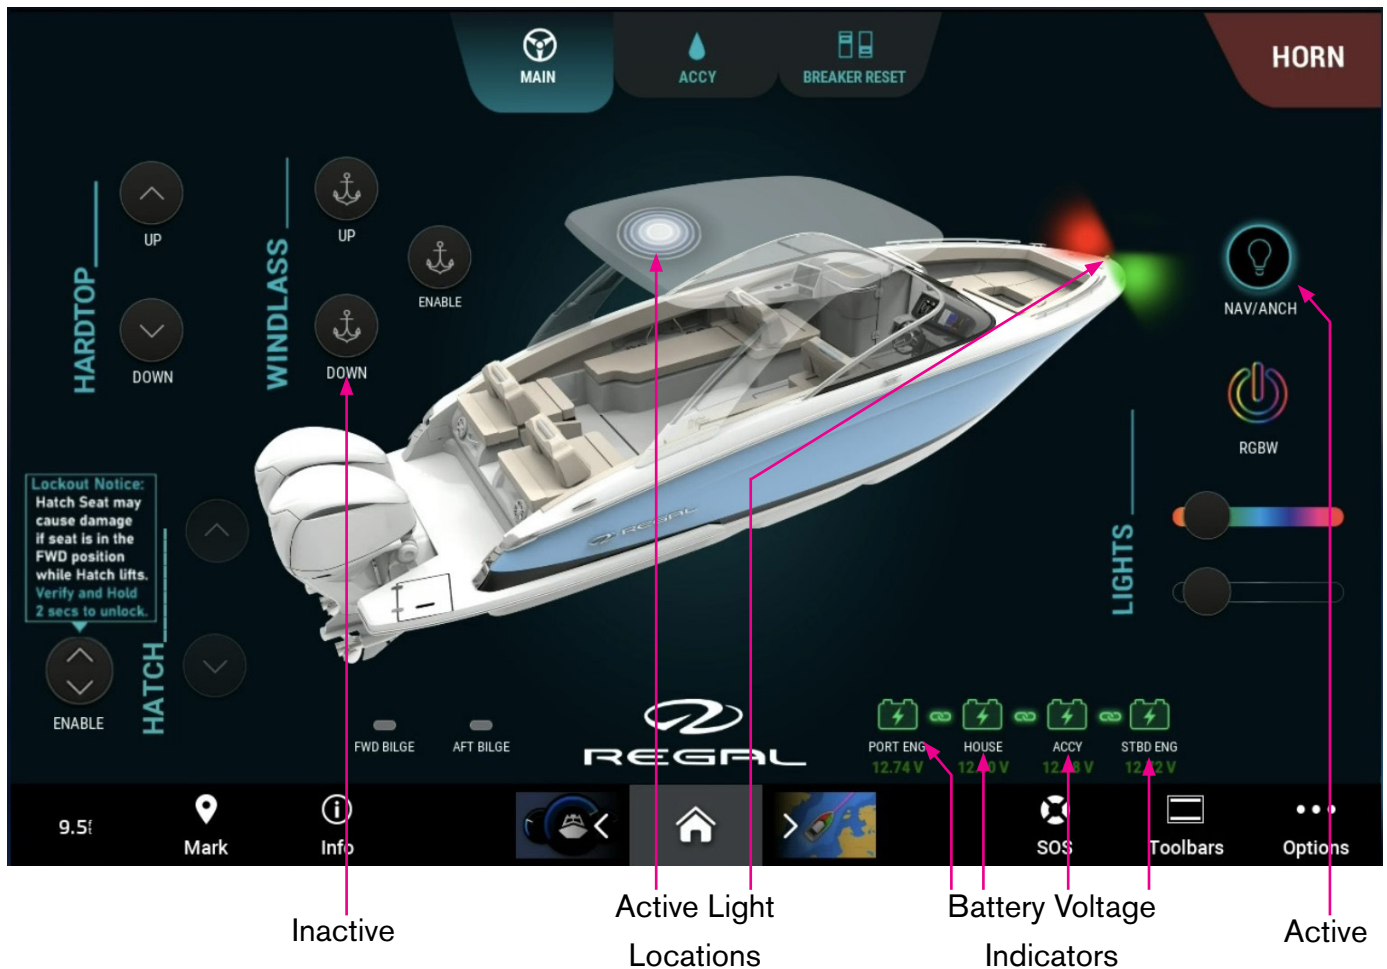 MAIN
ACCY
BREAKER RESET
HORN
HARDTOP
UP
DOWN
WINDLASS
UP
DOWN
ENABLE
NAV/ANCH
RGBW
LIGHTS
Lockout Notice:
Hatch Seat may
cause damage
if seat is in the
FWD position
while Hatch lifts.
Verify and Hold
2 secs to unlock.
ENABLE
HATCH
REGAL
FWD BILGE
AFT BILGE
REGAL
PORT ENG
HOUSE
ACCY
STBD ENG
12.74 V
9.5
Mark
Info
SOS
Toolbars
Options
Inactive
Active Light
Locations
Battery Voltage
Indicators
Active